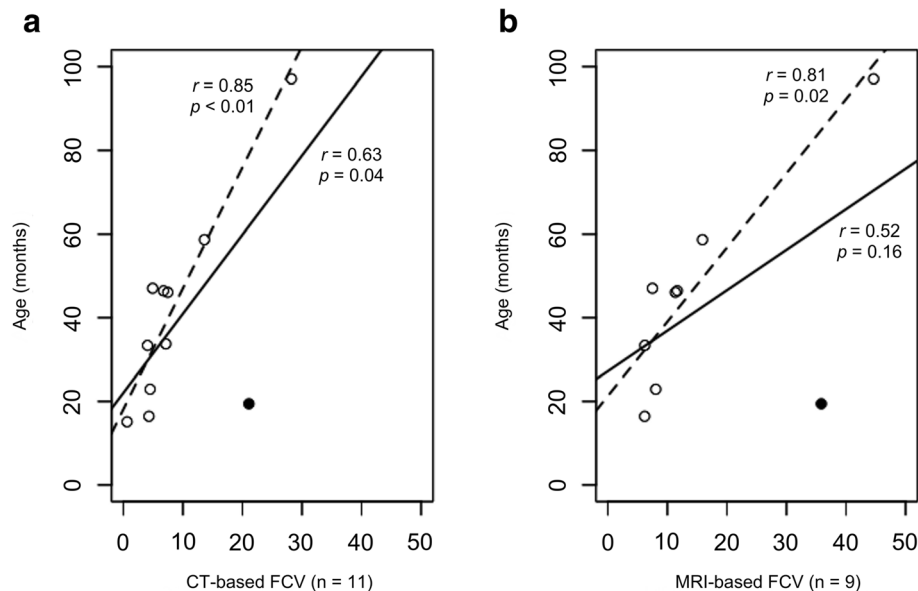 a
r = 0.85
p < 0.01
r = 0.63
p = 0.04
Age (months)
0
20
40
60
80
100
0 10 20 30 40 50
CT-based FCV (n = 11)
b
r = 0.81
p = 0.02
r = 0.52
p = 0.16
Age (months)
0
20
40
60
80
100
0 10 20 30 40 50
MRI-based FCV (n = 9)